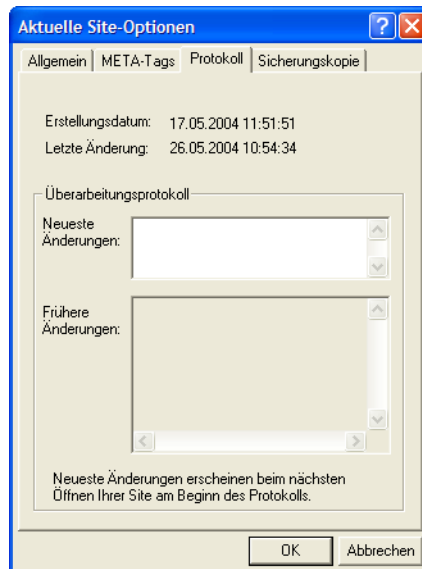 Aktuelle Site-Optionen
Allgemein META-Tags Protokoll Sicherungskopie
Erstellungsdatum: 17.05.2004 11:51:51
Letzte Änderung: 26.05.2004 10:54:34
Überarbeitungsprotokoll
Neueste
Änderungen:
Frühere
Änderungen:
Neueste Änderungen erscheinen beim nächsten
Öffnen Ihrer Site am Beginn des Protokolls.
OK Abbrechen